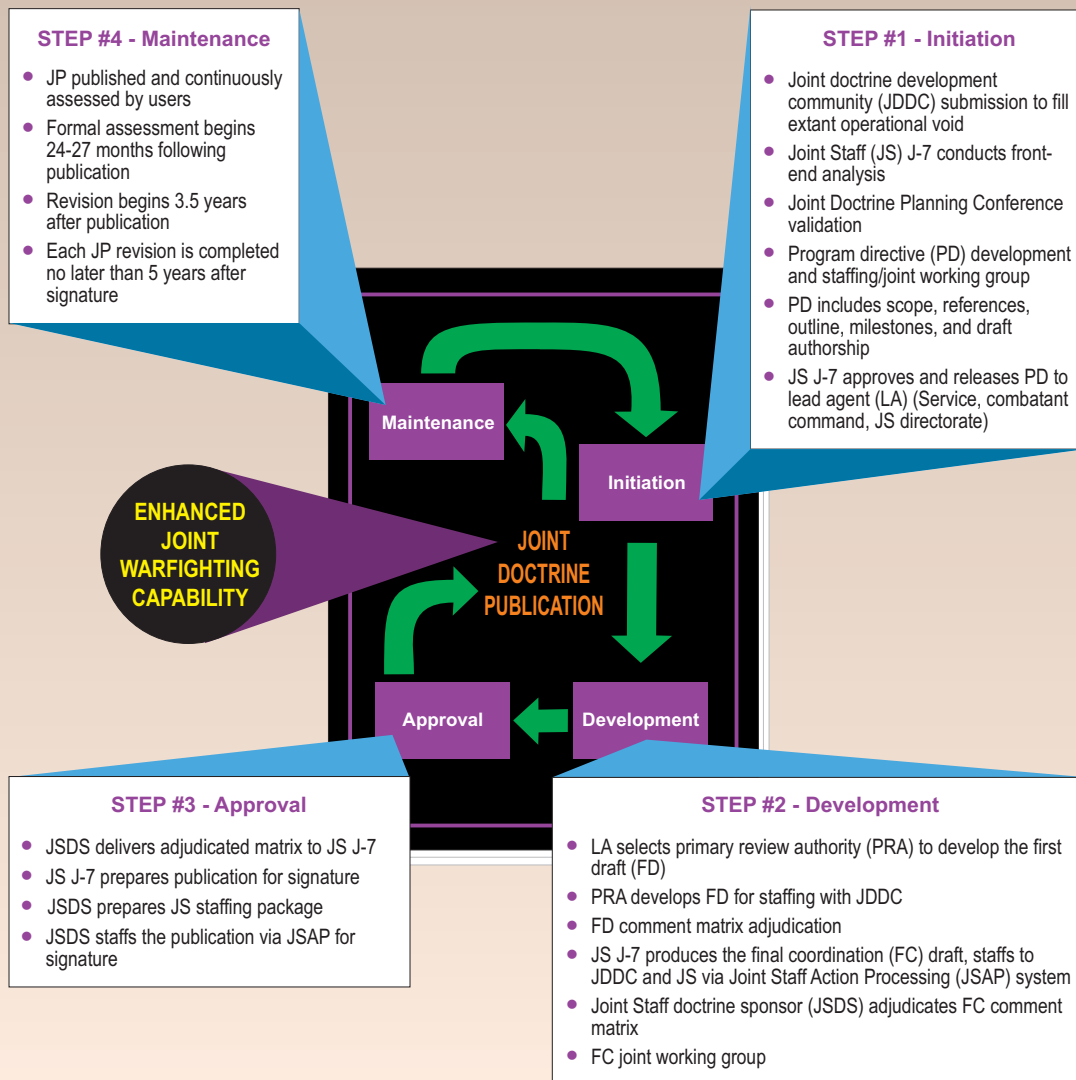 STEP #4 - Maintenance
• JP published and continuously
assessed by users
• Formal assessment begins
24-27 months following
publication
• Revision begins 3.5 years
after publication
• Each JP revision is completed
no later than 5 years after
signature
STEP #1 - Initiation
• Joint doctrine development
community (JDDC) submission to fill
extant operational void
• Joint Staff (JS) J-7 conducts front-
end analysis
• Joint Doctrine Planning Conference
validation
• Program directive (PD) development
and staffing/joint working group
• PD includes scope, references,
outline, milestones, and draft
authorship
• JS J-7 approves and releases PD to
lead agent (LA) (Service, combatant
command, JS directorate)
Maintenance
Initiation
ENHANCED
JOINT
WARFIGHTING
CAPABILITY
JOINT
DOCTRINE
PUBLICATION
Approval
Development
STEP #3 - Approval
• JSDS delivers adjudicated matrix to JS J-7
• JS J-7 prepares publication for signature
• JSDS prepares JS staffing package
• JSDS staffs the publication via JSAP for
signature
STEP #2 - Development
• LA selects primary review authority (PRA) to develop the first
draft (FD)
• PRA develops FD for staffing with JDDC
• FD comment matrix adjudication
• JS J-7 produces the final coordination (FC) draft, staffs to
JDDC and JS via Joint Staff Action Processing (JSAP) system
• Joint Staff doctrine sponsor (JSDS) adjudicates FC comment
matrix
• FC joint working group